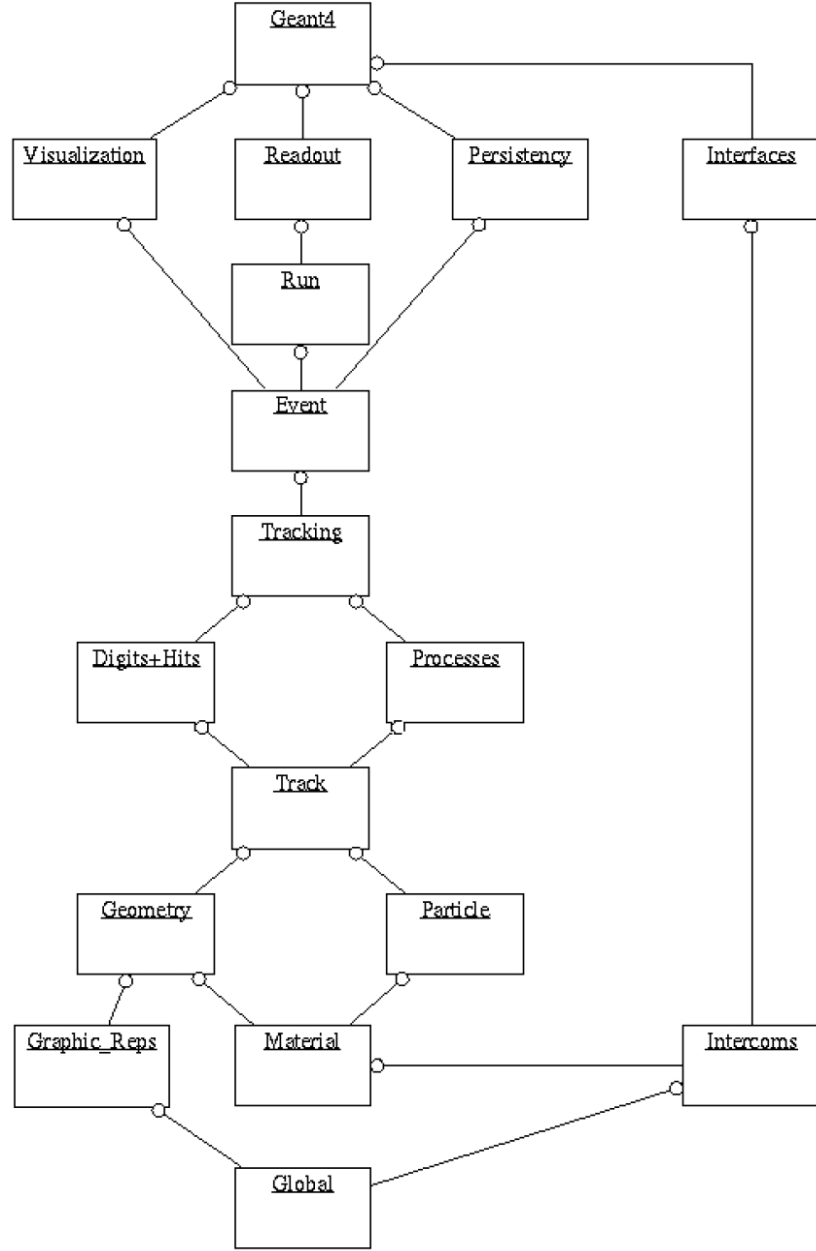 Geant4
Visualization
Readout
Persistency
Interfaces
Run
Event
Tracking
Digits+Hits
Processes
Track
Geometry
Particle
Graphic_Reps
Material
Intercoms
Global